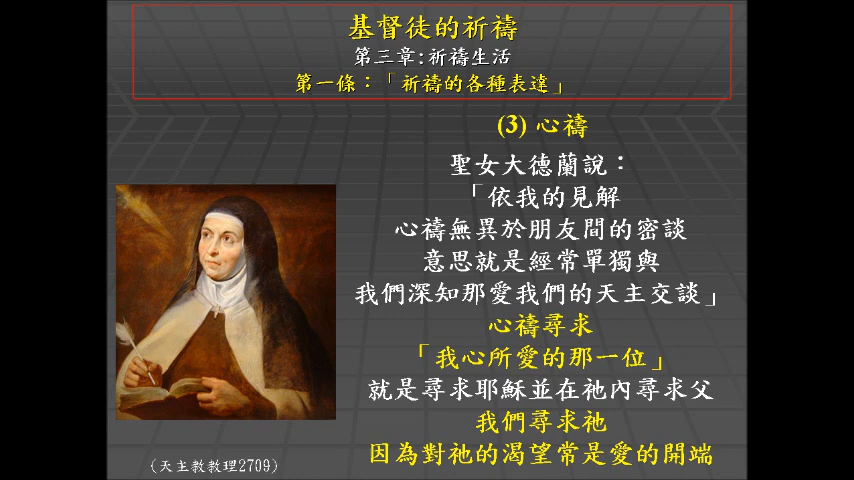 基督徒的祈禱
第三章:祈禱生活
第一條：「祈禱的各種表達」
(3) 心禱
聖女大德蘭說：
「依我的見解
心禱無異於朋友間的密談
意思就是經常單獨與
我們深知那愛我們的天主交談」
心禱尋求
「我心所愛的那一位」
就是尋求耶穌並在祂內尋求父
我們尋求祂
因為對祂的渴望常是愛的開端
(天主教教理2709)